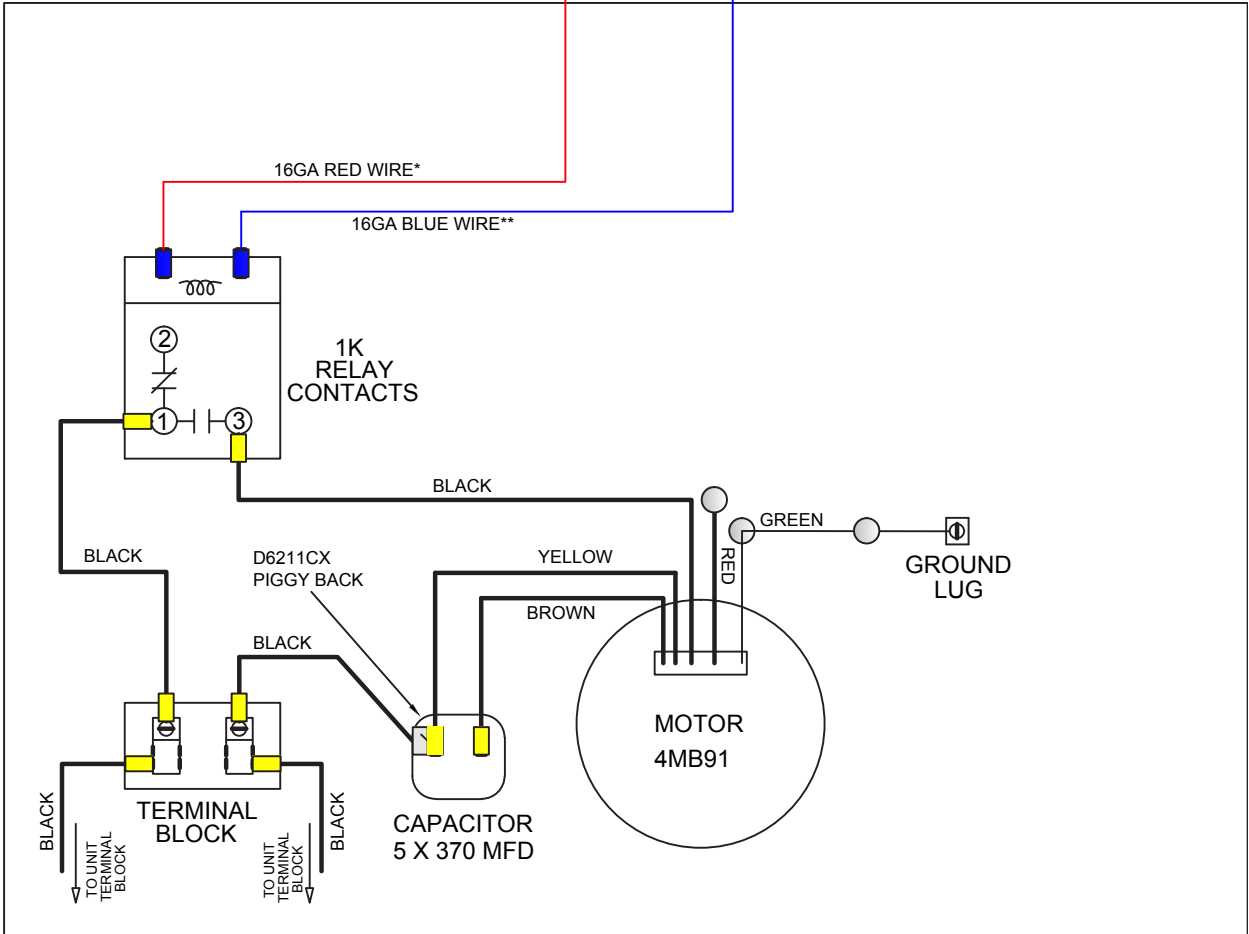 16GA RED WIRE*
16GA BLUE WIRE**
2
1K
RELAY
CONTACTS
1
3
BLACK
GREEN
GROUND
LUG
RED
BLACK
D6211CX
PIGGY BACK
YELLOW
BROWN
BLACK
MOTOR
4MB91
TERMINAL
BLOCK
CAPACITOR
5 X 370 MFD
BLACK
TO UNIT
TERMINAL
BLOCK
TO UNIT
TERMINAL
BLOCK
BLACK